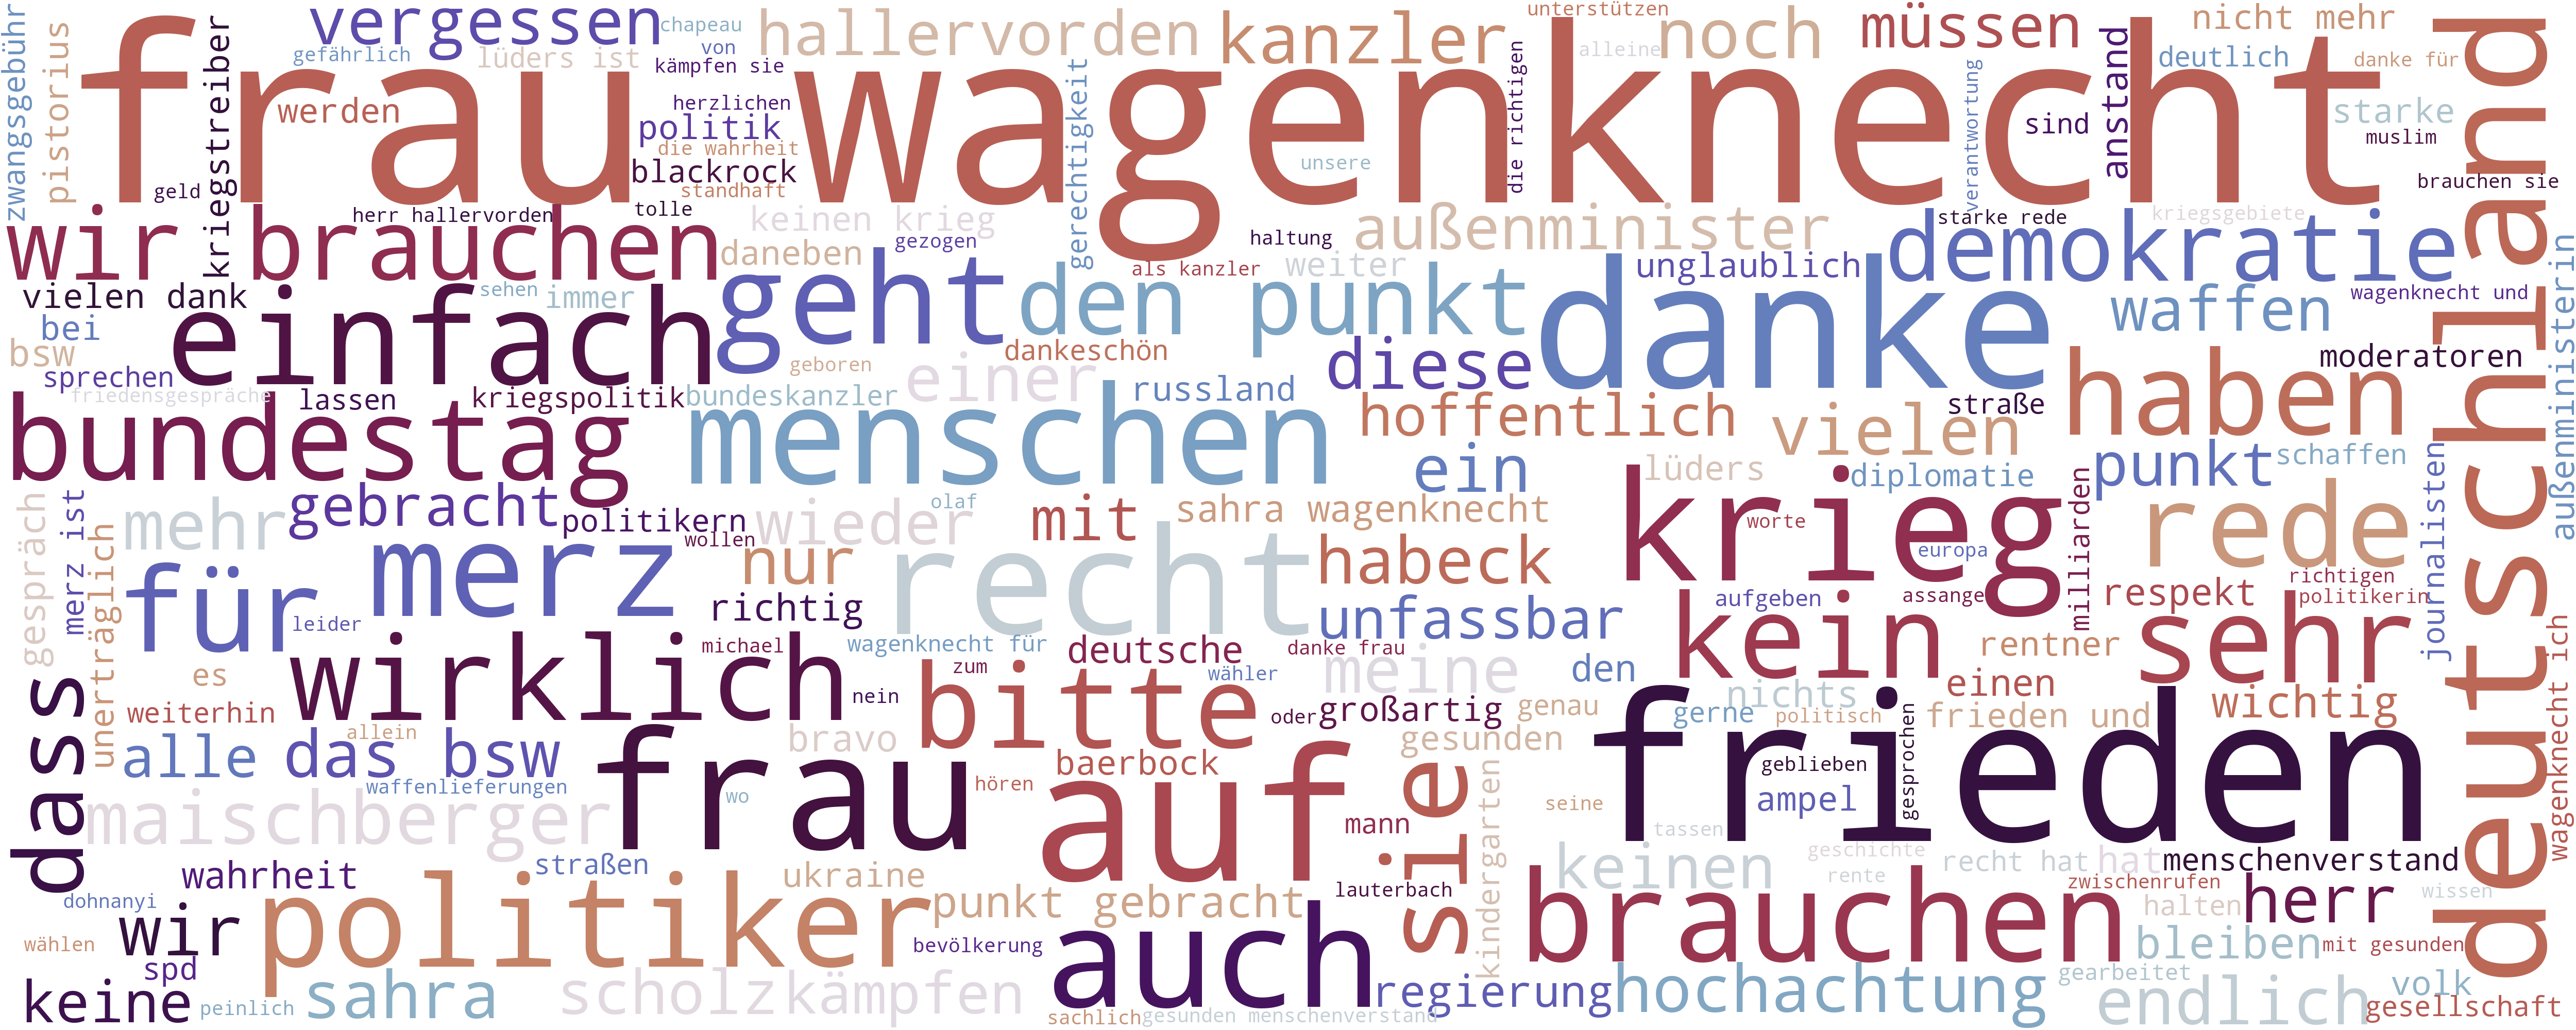 zwangsgebühr
pistorius
frau wagenknecht
kriegstreiber
vergessen
chapeau
gefährlich
lüders ist
von
kämpfen sie
hallervorden
kanzler
unterstützen
alleine
noch
müssen
anstand
nicht mehr
deutlich
danke für
deutschland
werden
herzlichen
politik
die wahrheit
blackrock
standhaft
geld
gerechtigkeit
unsere
die richtigen
verantwortung
sind
starke
muslim
brauchen sie
wir brauchen
herr hallervorden
tolle
keinen krieg
daneben
gezogen
haltung
außenminister
als kanzler
weiter
unglaublich
starke rede
kriegsgebiete
demokratie
außenministerin
vielen dank
sehen
immer
bei
bsw
einfach
geht
den punkt
dankeschön
geboren
diese
danke
waffen
wagenknecht und
moderatoren
sprechen
friedensgespräche
lassen
kriegspolitik
bundeskanzler
einer
russland
hoffentlich
vielen
straße
haben
bundestag
menschen
ein
lüders
diplomatie
punkt
schaffen
journalisten
gespräch
merz ist
unerträglich
mehr
gebracht
politikern
wollen
wieder
olaf
mit
sahra wagenknecht
krieg
worte
europa
milliarden
rede
für
merz
nur
recht
habeck
richtig
unfassbar
aufgeben
assange
respekt
richtigen
politikerin
leider
wirklich
michael
wagenknecht für
deutsche
danke frau
kein
rentner
sehr
wagenknecht ich
dass
es
weiterhin
nein
zum
bitte
wähler
meine
den
oder
großartig
genau
nichts
einen
gerne
politisch
frieden und
wichtig
alle
das bsw
allein
bravo
gesunden
frieden
gesprochen
geblieben
ampel
waffenlieferungen
frau
wo
hören
baerbock
auf
sie
kindergarten
seine
mann
tassen
maischberger
wahrheit
straßen
ukraine
punkt gebracht
lauterbach
keinen
geschichte
rente
recht hat
hat
menschenverstand
zwischenrufen
wissen
dohnanyi
wählen
wir
politiker
bevölkerung
auch
brauchen
halten
herr
bleiben
mit gesunden
spd
keine
peinlich
sahra
scholz
kämpfen
regierung
hochachtung
gearbeitet
endlich
volk
gesellschaft
sachlich
gesunden menschenverstand